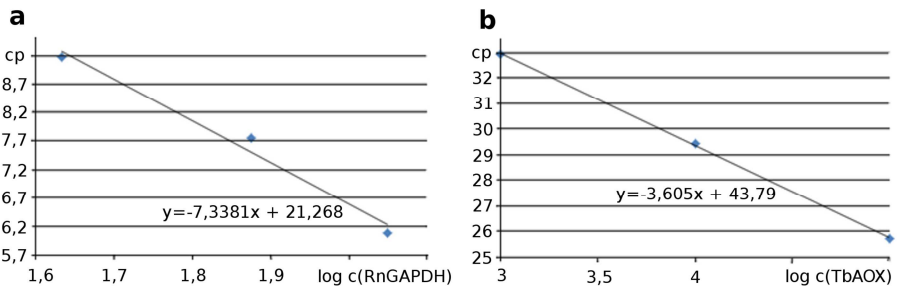 a
cp
8,7
8,2
7,7
7,2
6,7
6,2
5,7
y=-7,3381x + 21,268
1,6 1,7 1,8 1,9 log c(RnGAPDH)
b
cp
32
31
30
29
28
27
26
25
y=-3,605x + 43,79
3 3,5 4 log c(TbAOX)